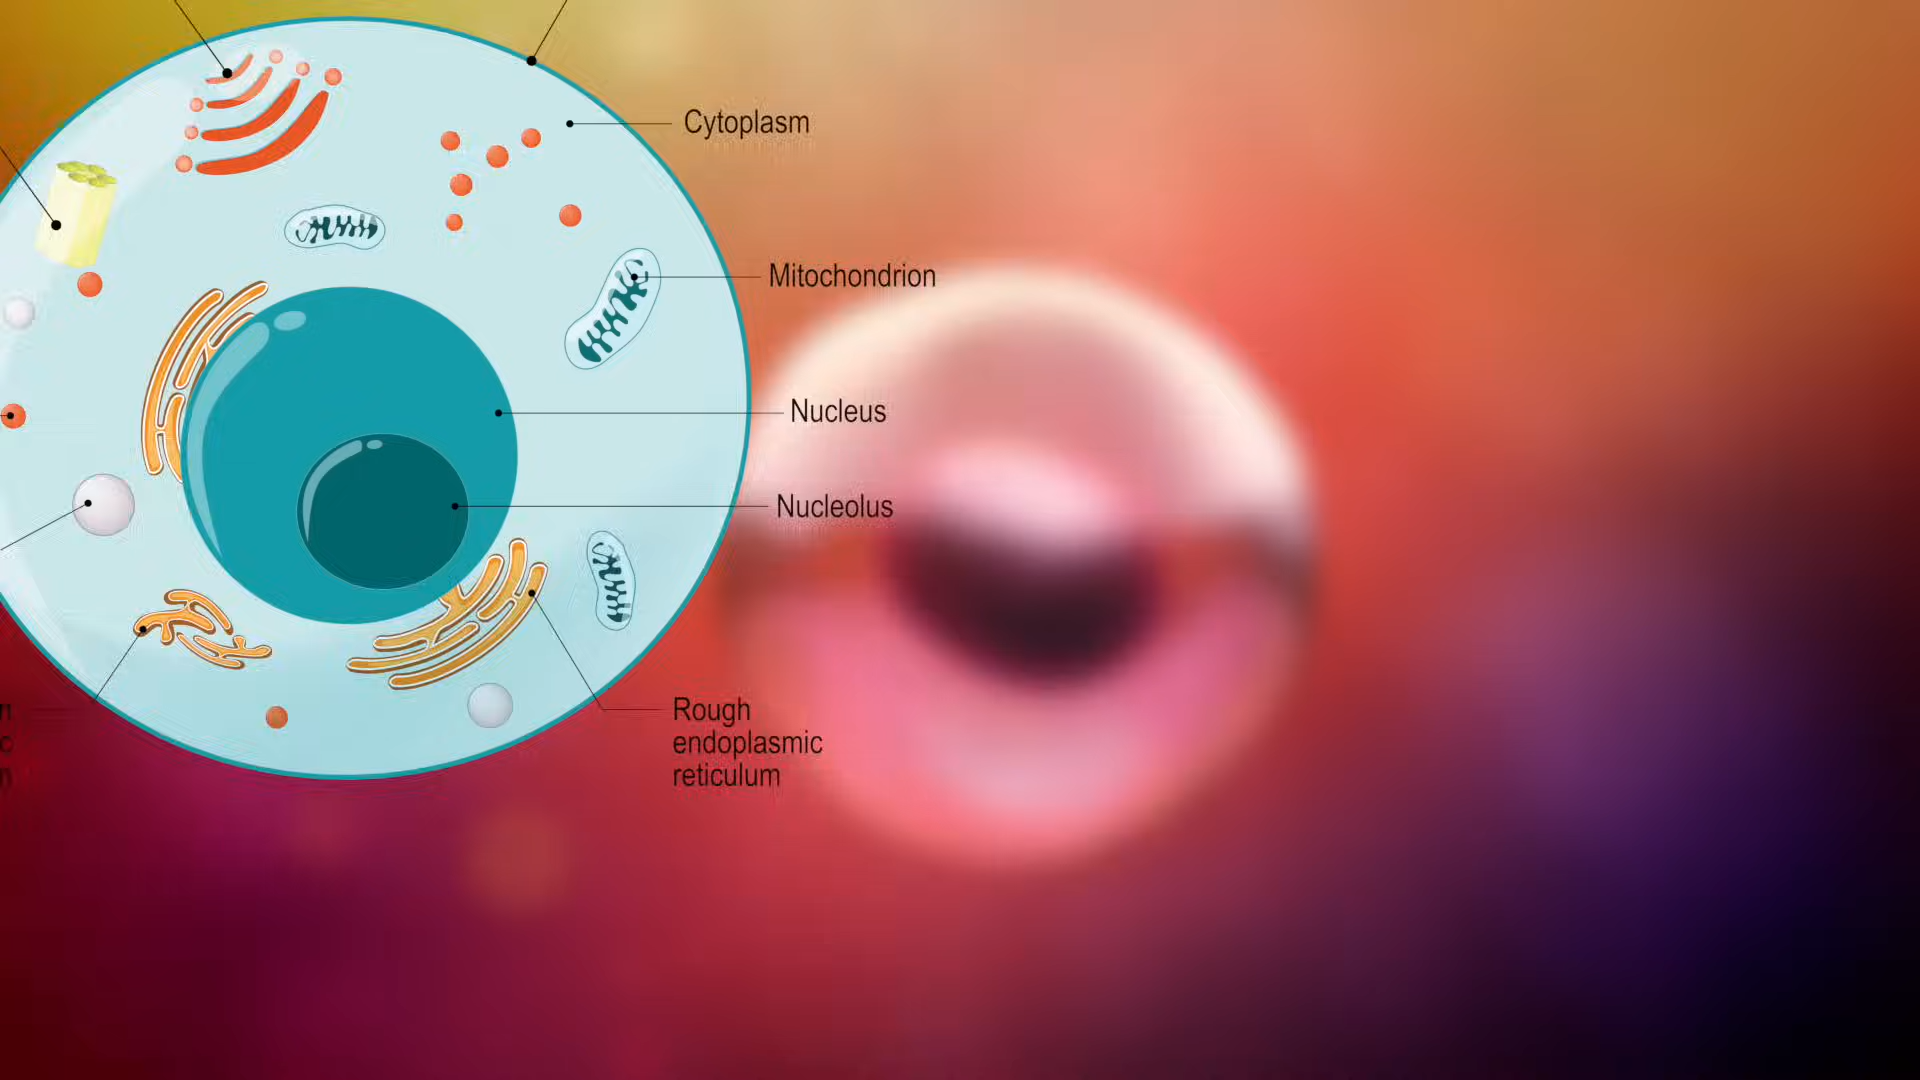 Cytoplasm
Mitochondrion
Nucleus
Nucleolus
Rough
endoplasmic
reticulum